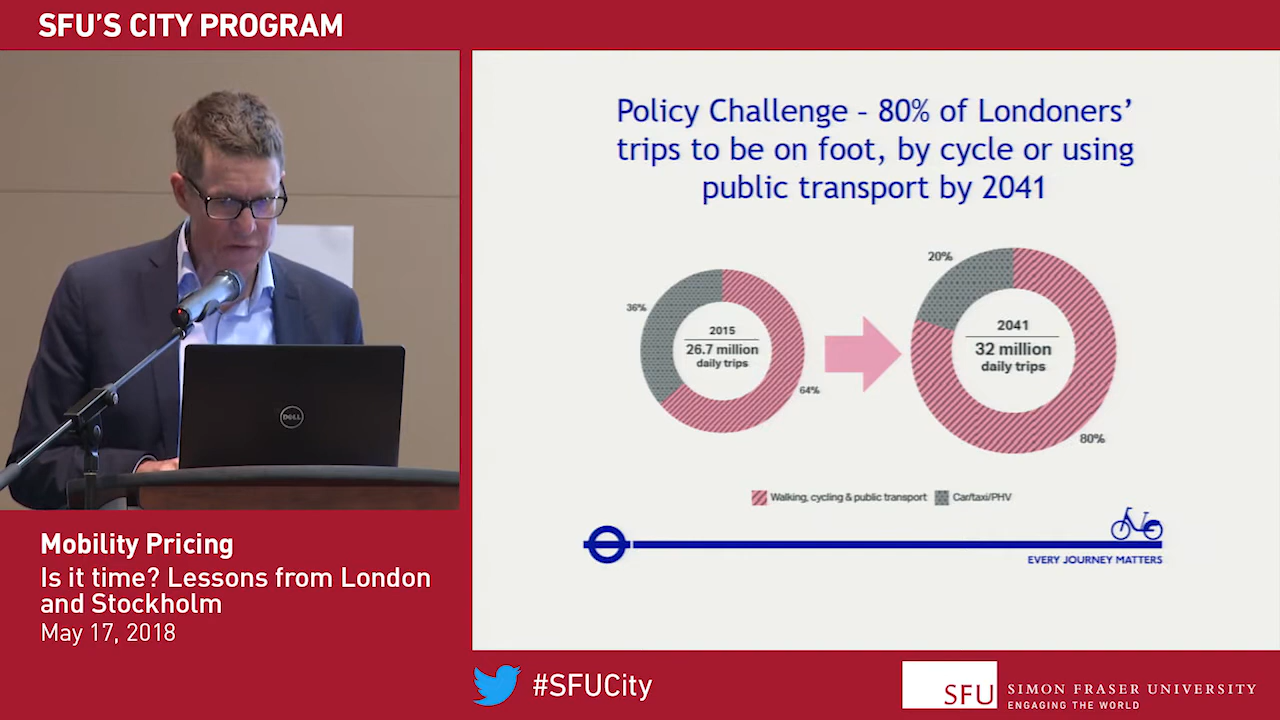 SFU'S CITY PROGRAM
Policy Challenge – 80% of Londoners'
trips to be on foot, by cycle or using
public transport by 2041
36%
2015
26.7 million
daily trips
64%
20%
2041
32 million
daily trips
80%
Walking, cycling & public transport
Car/taxi/PHV
EVERY JOURNEY MATTERS
DELL
Mobility Pricing
Is it time? Lessons from London
and Stockholm
May 17, 2018
#SFUCity
SFU
SIMON FRASER UNIVERSITY
ENGAGING THE WORLD